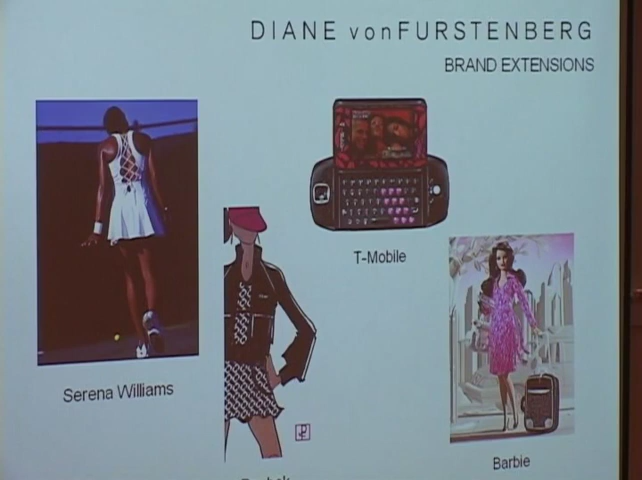 DIANE vonFURSTENBERG
BRAND EXTENSIONS
T-Mobile
Serena Williams
Barbie